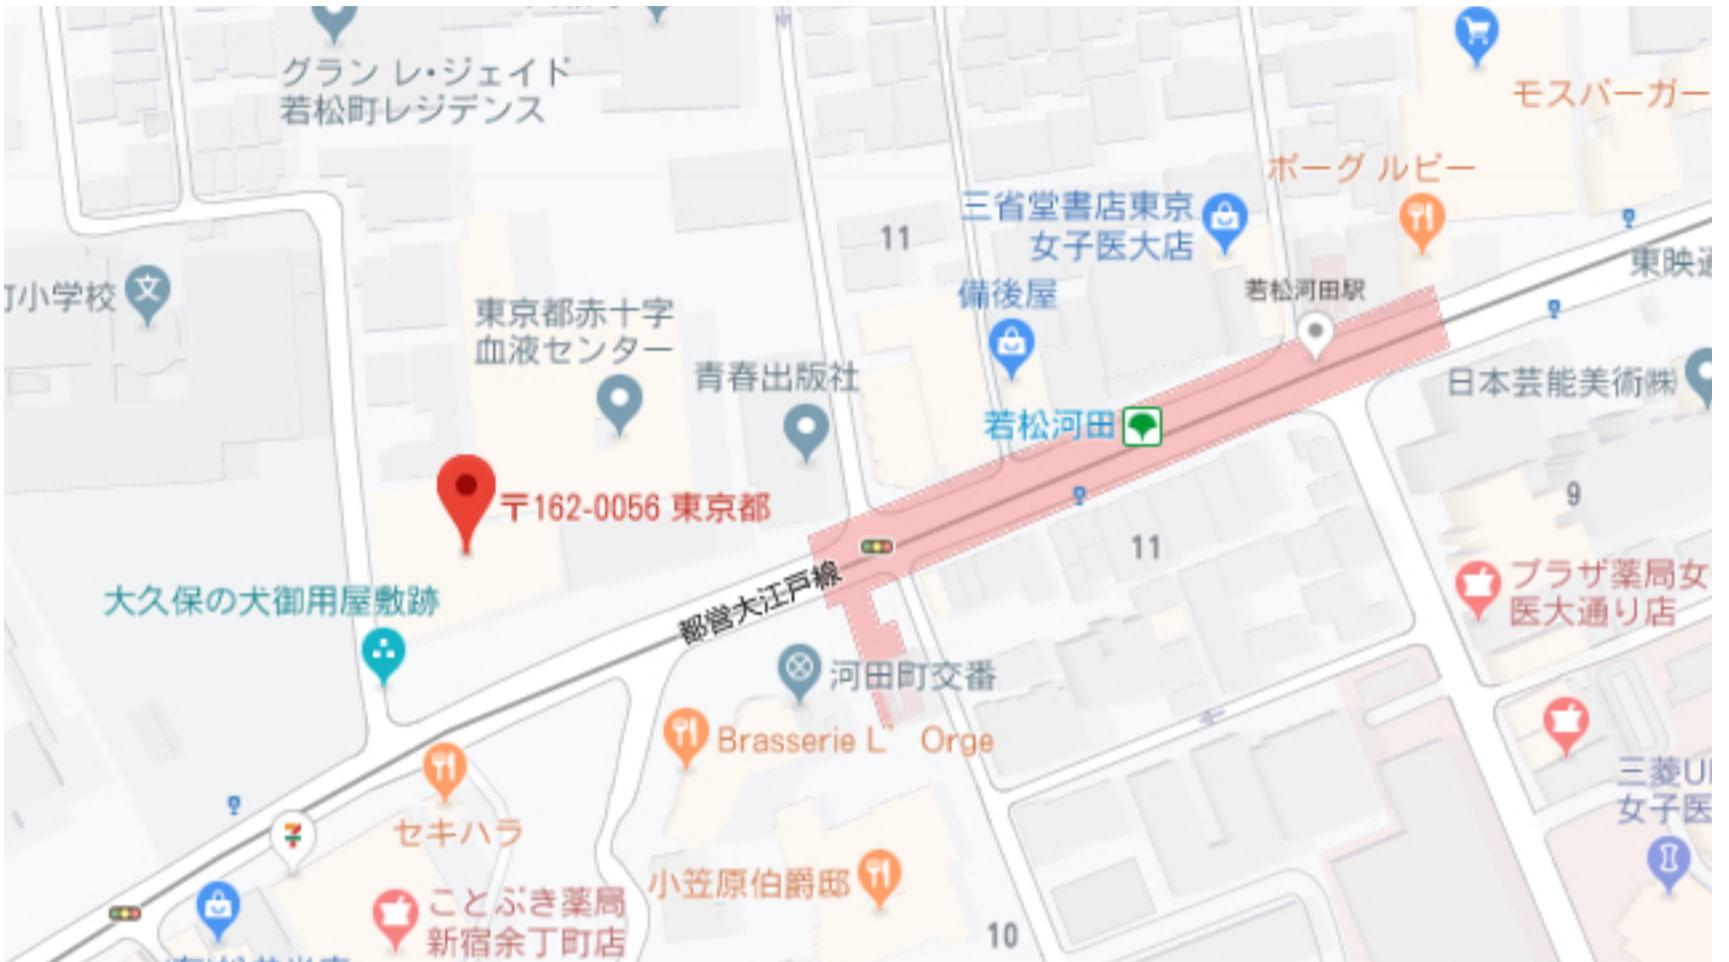 グラン レ・ジェイド
若松町レジデンス
モスバーガー
ボーグ ルビー
三省堂書店東京
女子医大店
11
備後屋
若松河田駅
東映通
町小学校
東京都赤十字
血液センター
青春出版社
日本芸能美術㈱
若松河田
〒162-0056 東京都
9
11
大久保の犬御用屋敷跡
都営大江戸線
プラザ薬局女
医大通り店
河田町交番
Brasserie L' Orge
三菱U
女子医
セキハラ
小笠原伯爵邸
ことぶき薬局
新宿余丁町店
10